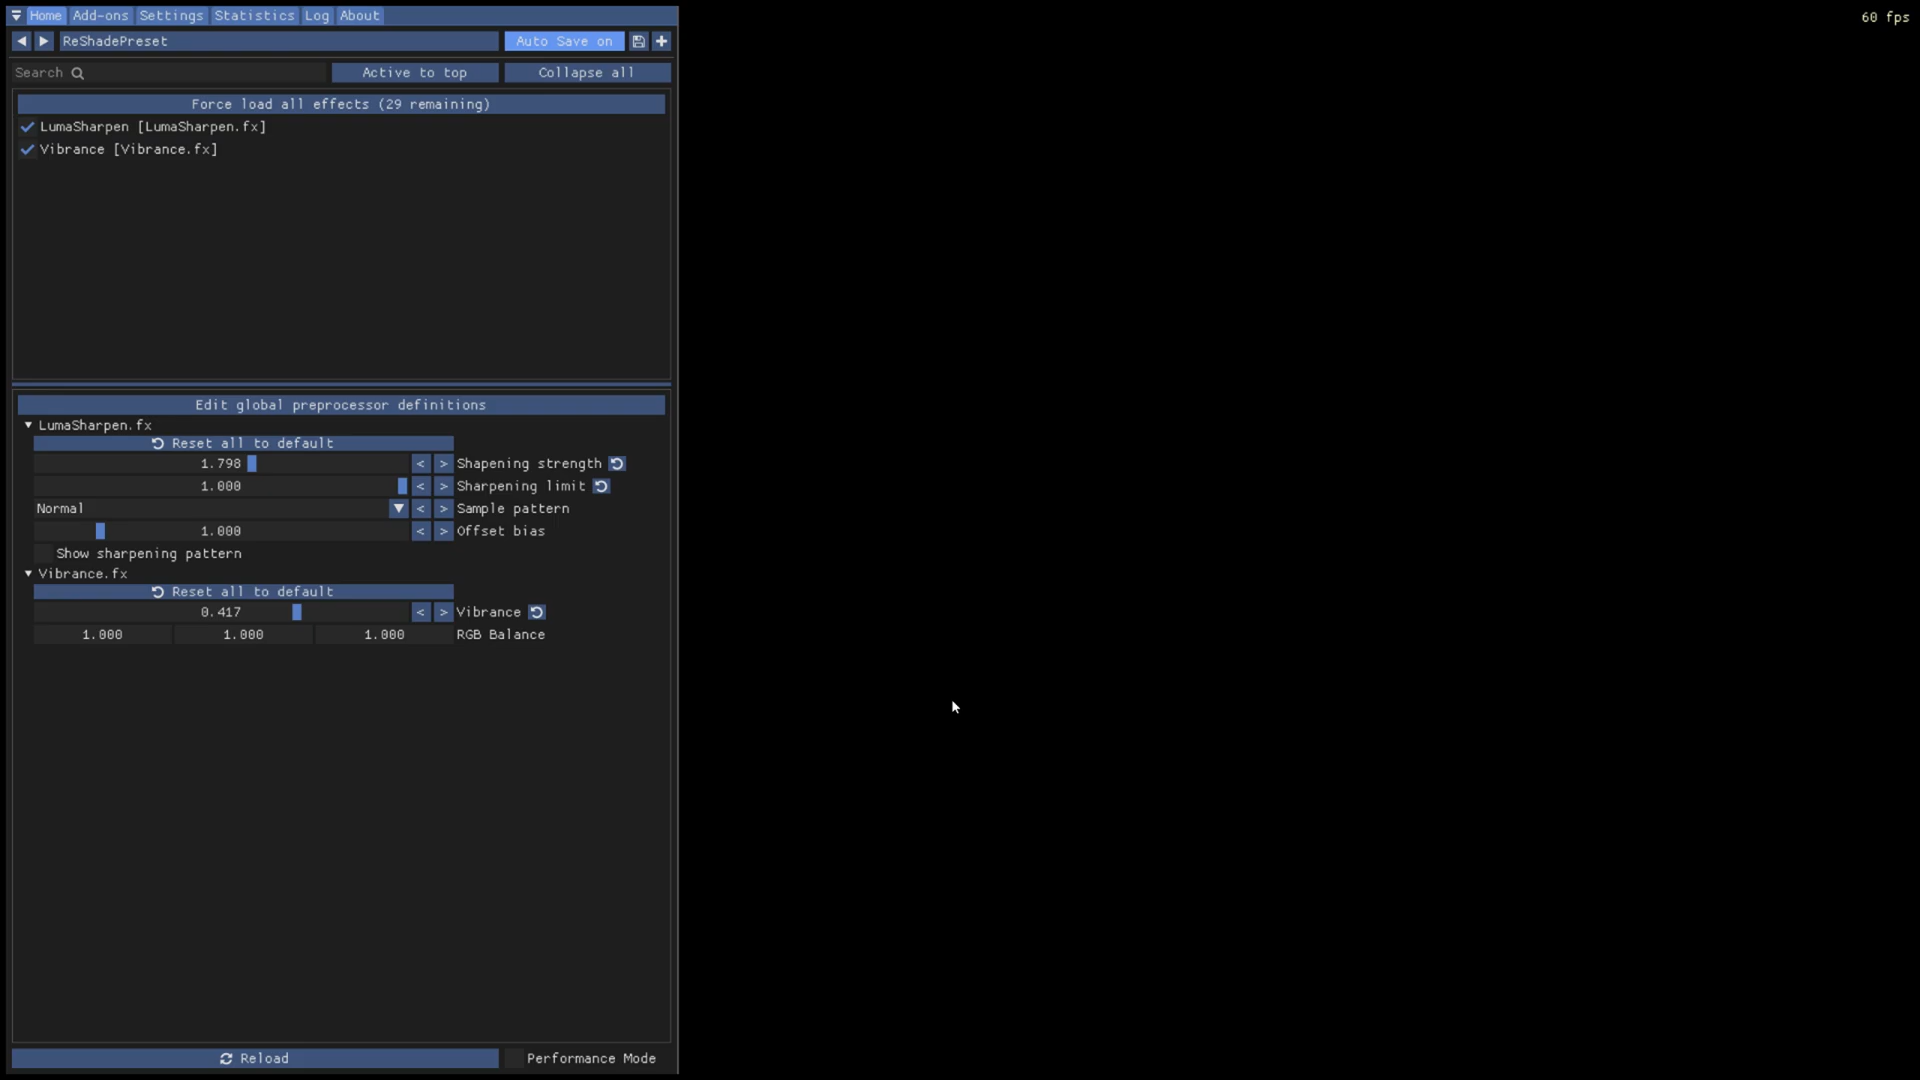 Home Add-ons Settings Statistics Log About
60 fps
ReShadePreset Auto Save on
Search Active to top Collapse all
Force load all effects (29 remaining)
LumaSharpen [LumaSharpen.fx]
Vibrance [Vibrance.fx]
Edit global preprocessor definitions
LumaSharpen.fx
Reset all to default
1.798 < > Shapening strength
1.000 < > Sharpening limit
Normal < > Sample pattern
1.000 < > Offset bias
Show sharpening pattern
Vibrance.fx
Reset all to default
0.417 < > Vibrance
1.000 1.000 1.000 RGB Balance
Reload Performance Mode